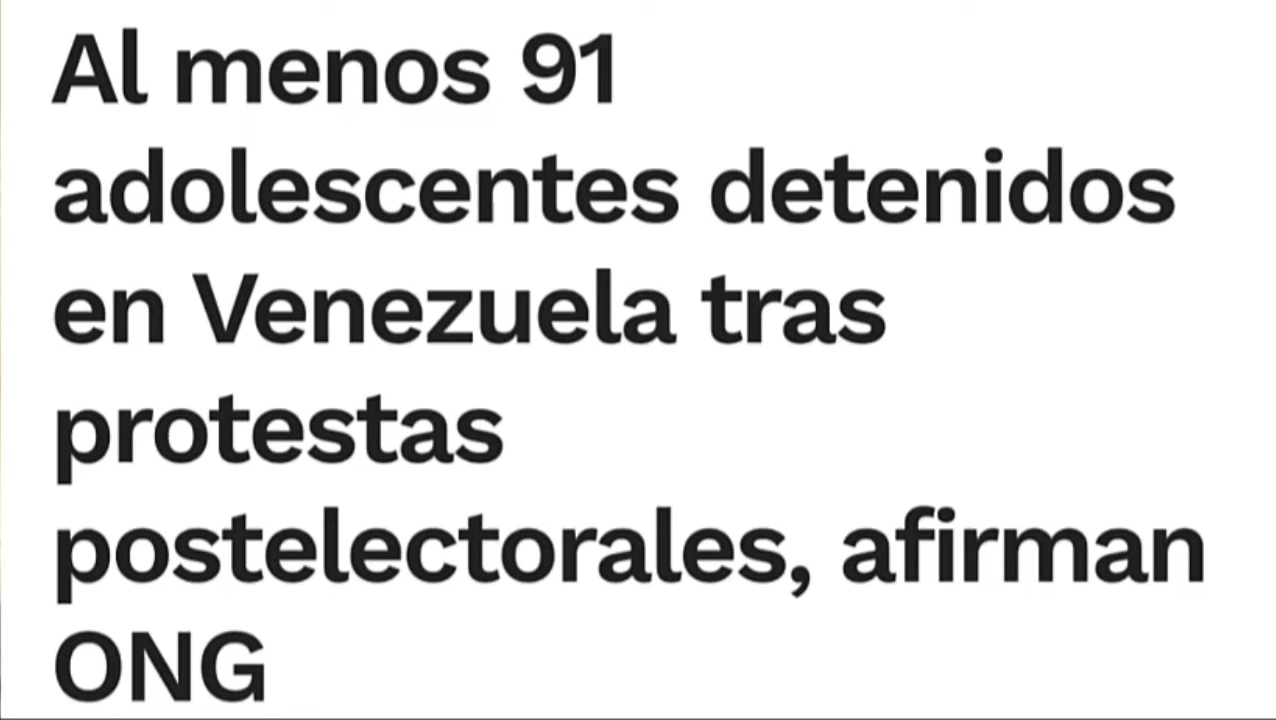 Al menos 91
adolescentes detenidos
en Venezuela tras
protestas
postelectorales, afirman
ONG